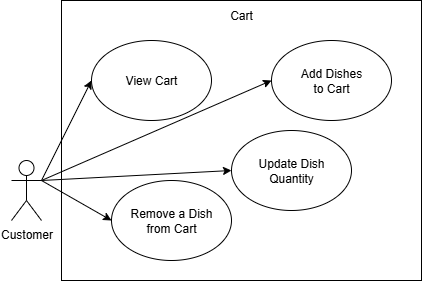 Cart
View Cart
Add Dishes
to Cart
Update Dish
Quantity
Remove a Dish
from Cart
Customer